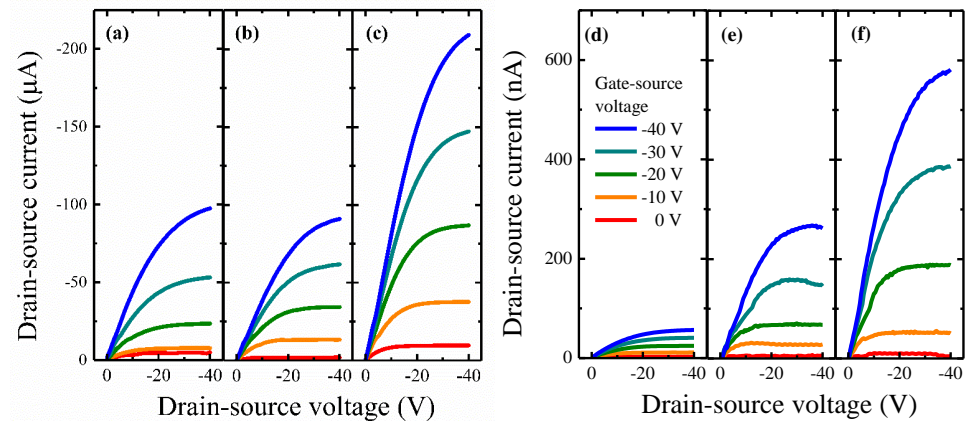 (a)
(b)
(c)
-200
-150
-100
-50
0
Drain-source current (μA)
0 -20 -40
0 -20 -40
0 -20 -40
Drain-source voltage (V)
(d)
(e)
(f)
600
400
200
0
Drain-source current (nA)
Gate-source
voltage
-40 V
-30 V
-20 V
-10 V
0 V
0 -20 -40
0 -20 -40
0 -20 -40
Drain-source voltage (V)